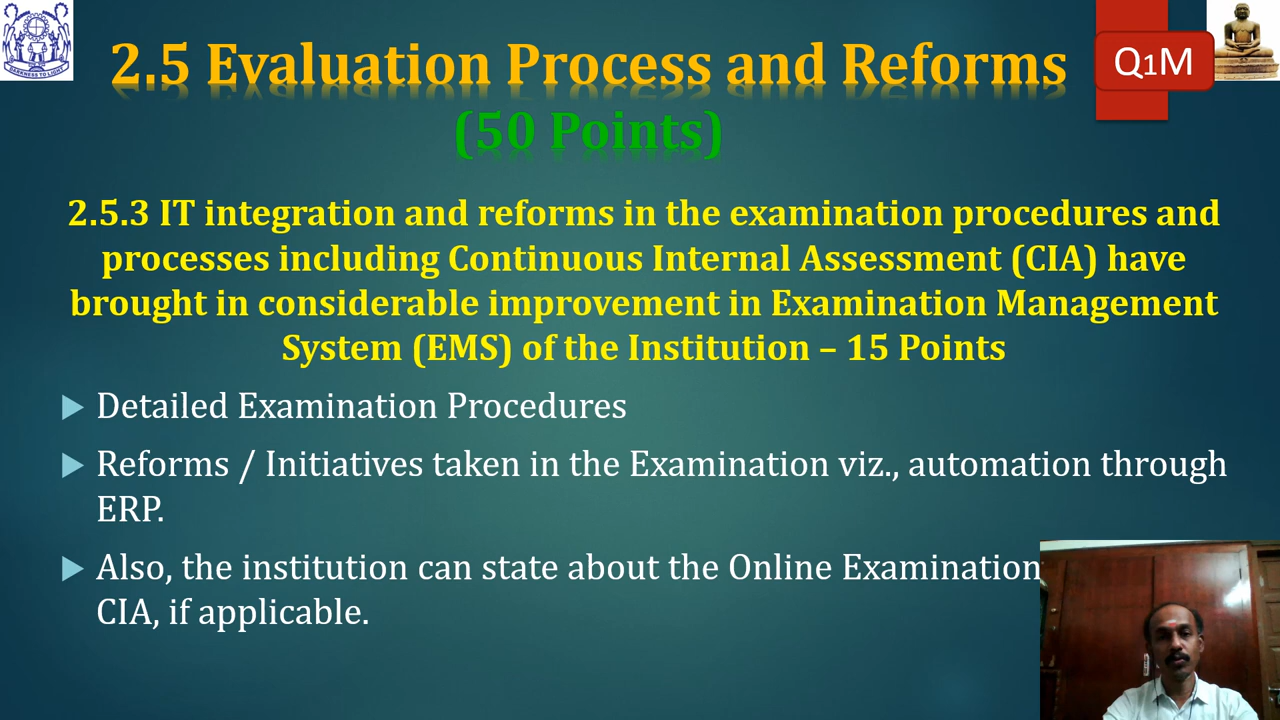 2.5 Evaluation Process and Reforms
Q1M
(50 Points)
2.5.3 IT integration and reforms in the examination procedures and
processes including Continuous Internal Assessment (CIA) have
brought in considerable improvement in Examination Management
System (EMS) of the Institution – 15 Points
Detailed Examination Procedures
Reforms / Initiatives taken in the Examination viz., automation through
ERP.
Also, the institution can state about the Online Examination
CIA, if applicable.